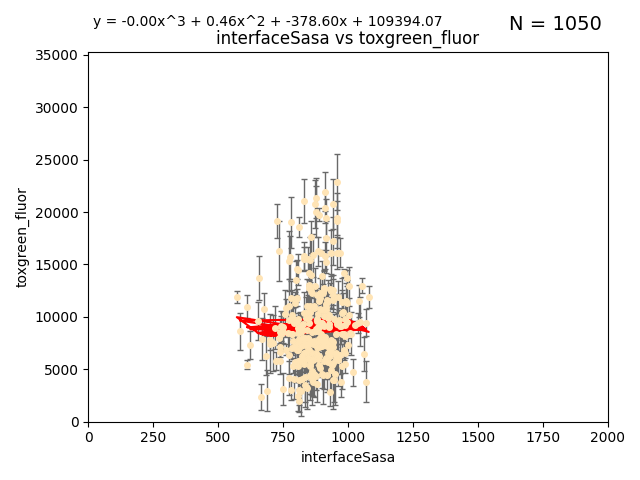 y = -0.00x^3 + 0.46x^2 + -378.60x + 109394.07
N = 1050
interfaceSasa vs toxgreen_fluor
35000
30000
25000
20000
15000
10000
5000
0
toxgreen_fluor
0 250 500 750 1000 1250 1500 1750 2000
interfaceSasa